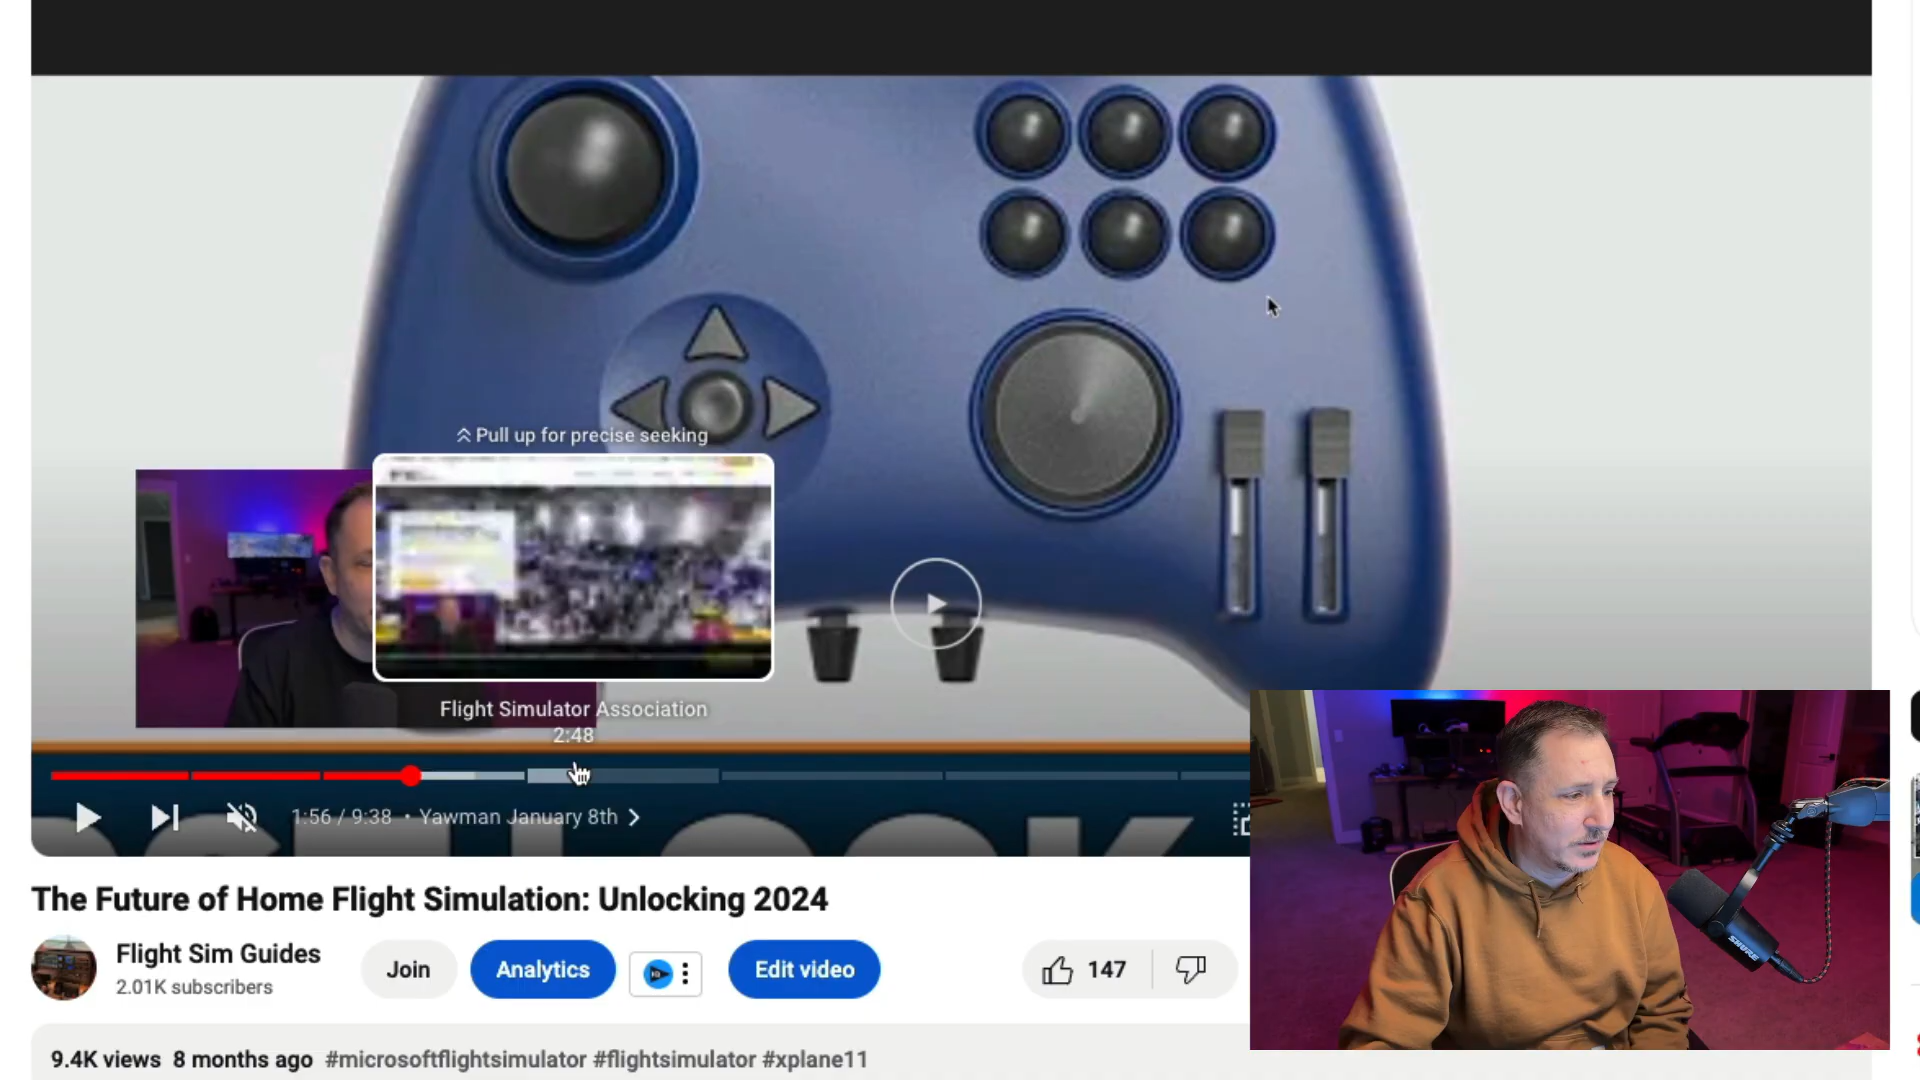 Pull up for precise seeking
Flight Simulator Association
2:48
1:56 / 9:38 • Yawman January 8th
The Future of Home Flight Simulation: Unlocking 2024
Flight Sim Guides
2.01K subscribers
Join
Analytics
Edit video
147
9.4K views 8 months ago #microsoftflightsimulator #flightsimulator #xplane11
SHURE